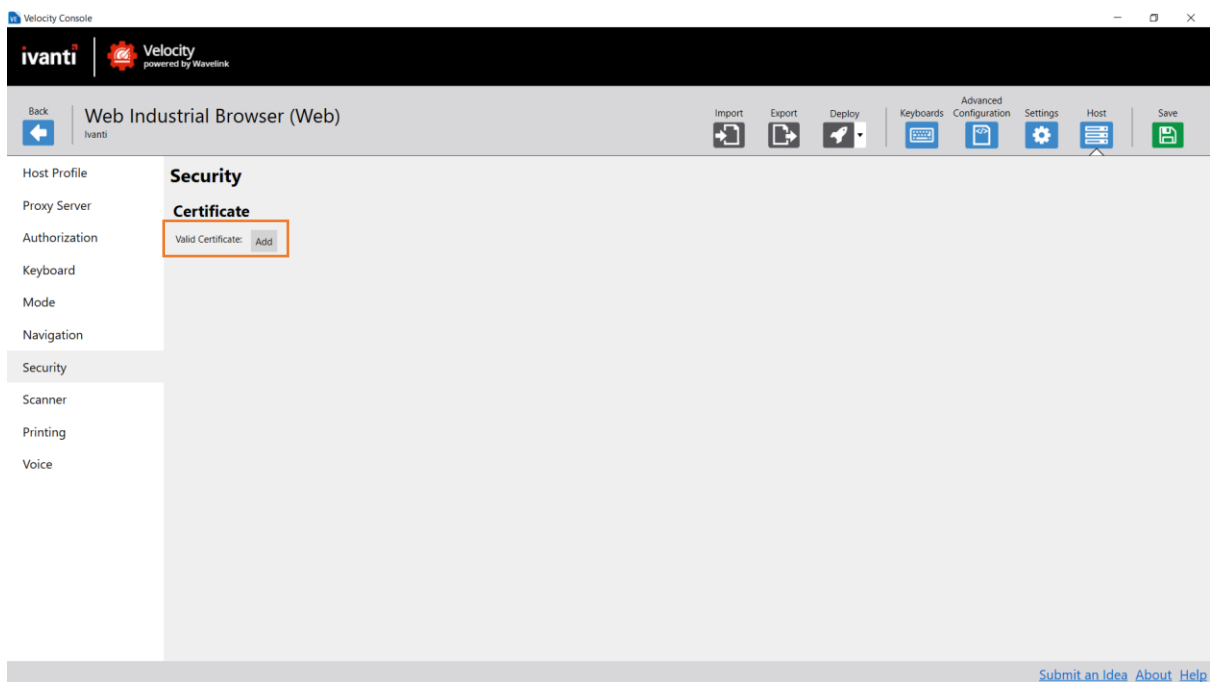 VE Velocity Console
ivanti
Velocity
powered by Wavelink
Back
Web Industrial Browser (Web)
Ivanti
Import
Export
Deploy
Keyboards
Advanced
Configuration
Settings
Host
Save
Host Profile
Proxy Server
Authorization
Keyboard
Mode
Navigation
Security
Scanner
Printing
Voice
Security
Certificate
Valid Certificate: Add
Submit an Idea About Help